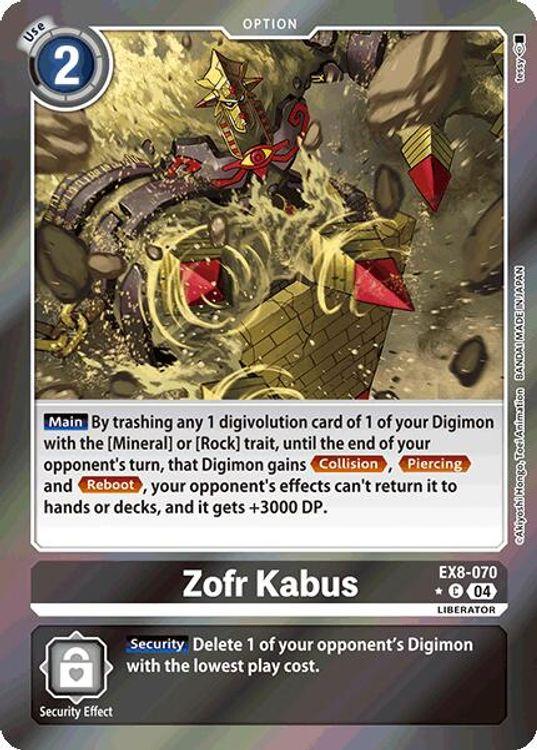 OPTION
Use
2
tessy
Main By trashing any 1 digivolution card of 1 of your Digimon
with the [Mineral] or [Rock] trait, until the end of your
opponent's turn, that Digimon gains Collision , Piercing
and Reboot , your opponent's effects can't return it to
hands or decks, and it gets +3000 DP.
©Akiyoshi Hongo, Toei Animation BANDAI MADE IN JAPAN
Zofr Kabus
EX8-070
C 04
LIBERATOR
Security Delete 1 of your opponent's Digimon
with the lowest play cost.
Security Effect